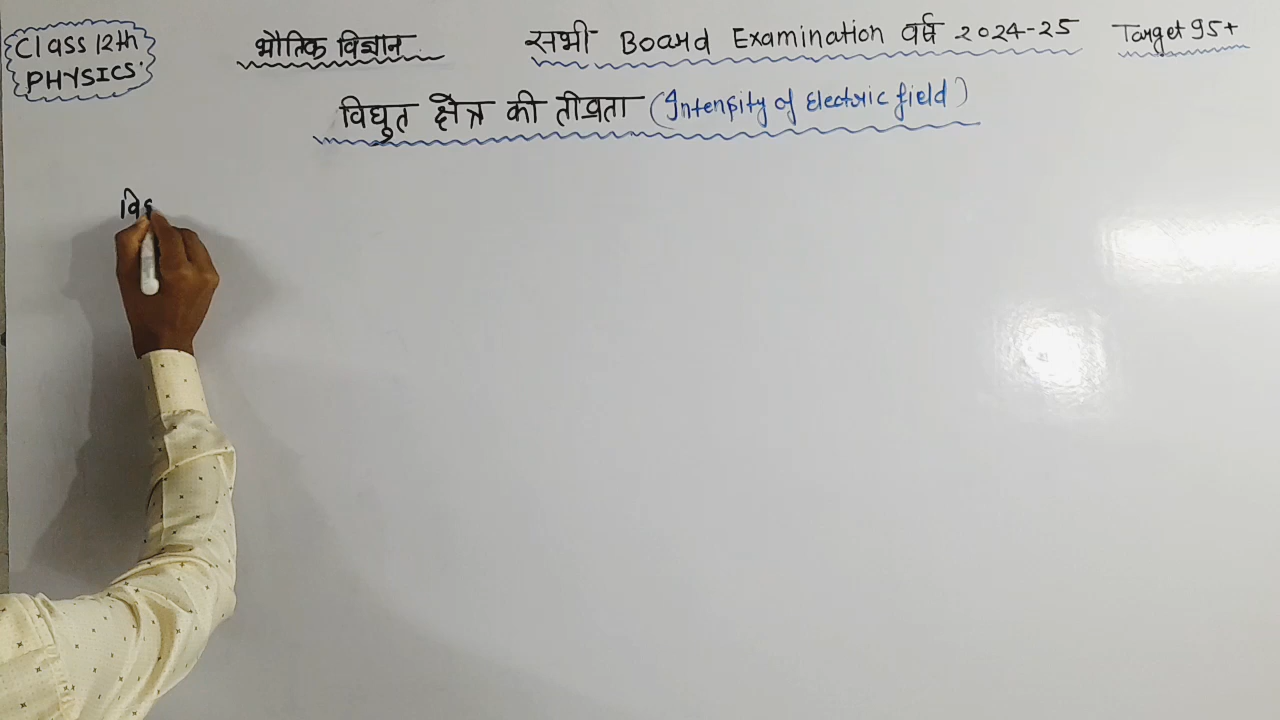 Class 12th
PHYSICS
भौतिक विज्ञान
सभी Board Examination वर्ष 2024-25
Target 95+
विद्युत क्षेत्र की तीव्रता (Intensity of Electric field)